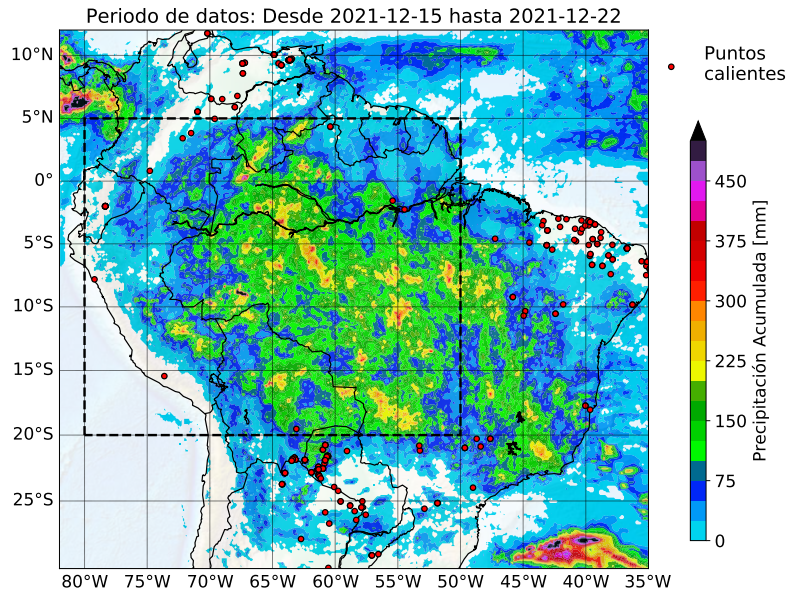 Periodo de datos: Desde 2021-12-15 hasta 2021-12-22
Puntos
calientes
10°N
5°N
0°
5°S
10°S
15°S
20°S
25°S
80°W
75°W
70°W
65°W
60°W
55°W
50°W
45°W
40°W
35°W
450
375
300
225
150
75
0
Precipitación Acumulada [mm]